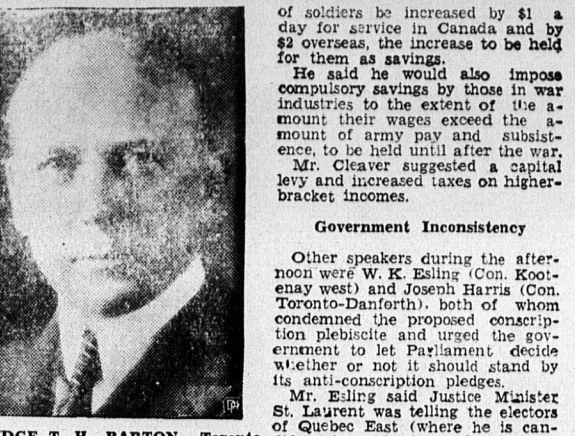 of soldiers be increased by $1 a
day for service in Canada and by
$2 overseas, the increase to be held
for them as savings.
He said he would also impose
compulsory savings by those in war
industries to the extent of the a-
mount their wages exceed the a-
mount of army pay and subsist-
ence, to be held until after the war.
Mr. Cleaver suggested a capital
levy and increased taxes on higher-
bracket incomes.
Government Inconsistency
Other speakers during the after-
noon were W. K. Esling (Con. Koot-
enay west) and Joseph Harris (Con.
Toronto-Danforth), both of whom
condemned the proposed conscrip-
tion plebiscite and urged the gov-
ernment to let Parliament decide
whether or not it should stand by
its anti-conscription pledges.
Mr. Esling said Justice Minister
St. Laurent was telling the electors
of Quebec East (where he is can-
DGE T. H. BARTON, Toronto